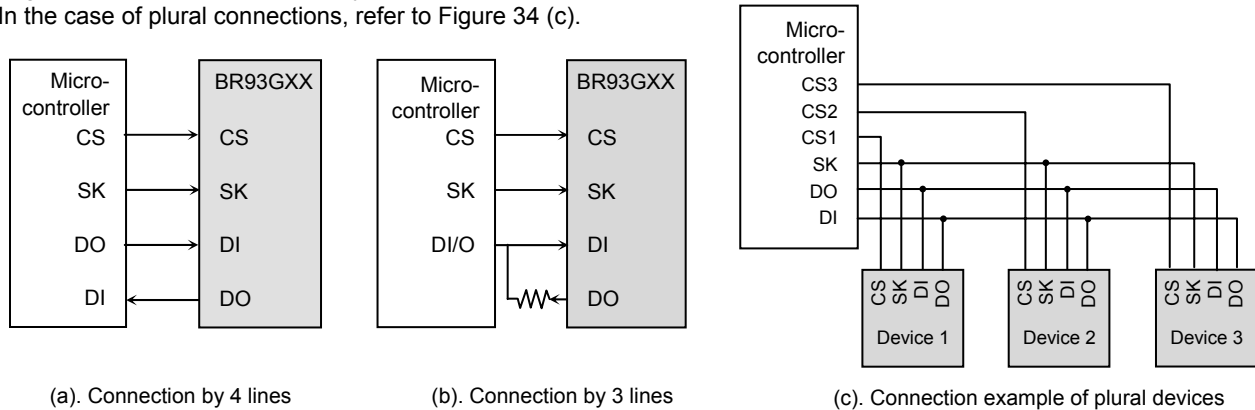 In the case of plural connections, refer to Figure 34 (c).
Micro-
controller
CS
SK
DO
DI
BR93GXX
CS
SK
DI
DO
Micro-
controller
CS
SK
DI/O
BR93GXX
CS
SK
DI
DO
Micro-
controller
CS3
CS2
CS1
SK
DO
DI
CS
SK
DI
DO
Device 1
CS
SK
DI
DO
Device 2
CS
SK
DI
DO
Device 3
(a). Connection by 4 lines
(b). Connection by 3 lines
(c). Connection example of plural devices